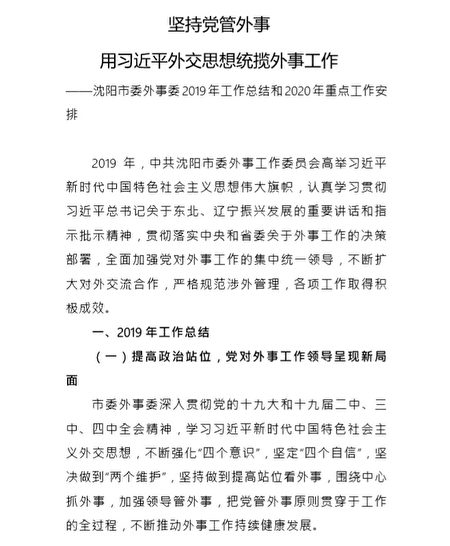 坚持党管外事
用习近平外交思想统揽外事工作
——沈阳市委外事委2019年工作总结和2020年重点工作安
排
2019 年，中共沈阳市委外事工作委员会高举习近平
新时代中国特色社会主义思想伟大旗帜，认真学习贯彻
习近平总书记关于东北、辽宁振兴发展的重要讲话和指
示批示精神，贯彻落实中央和省委关于外事工作的决策
部署，全面加强党对外事工作的集中统一领导，不断扩
大对外交流合作，严格规范涉外管理，各项工作取得积
极成效。
一、2019年工作总结
（一）提高政治站位，党对外事工作领导呈现新局
面
市委外事委深入贯彻党的十九大和十九届二中、三
中、四中全会精神，学习习近平新时代中国特色社会主
义外交思想，不断强化“四个意识”，坚定“四个自信”，坚
决做到“两个维护”，坚持做到提高站位看外事，围绕中心
抓外事，加强领导管外事，把党管外事原则贯穿于工作
的全过程，不断推动外事工作持续健康发展。